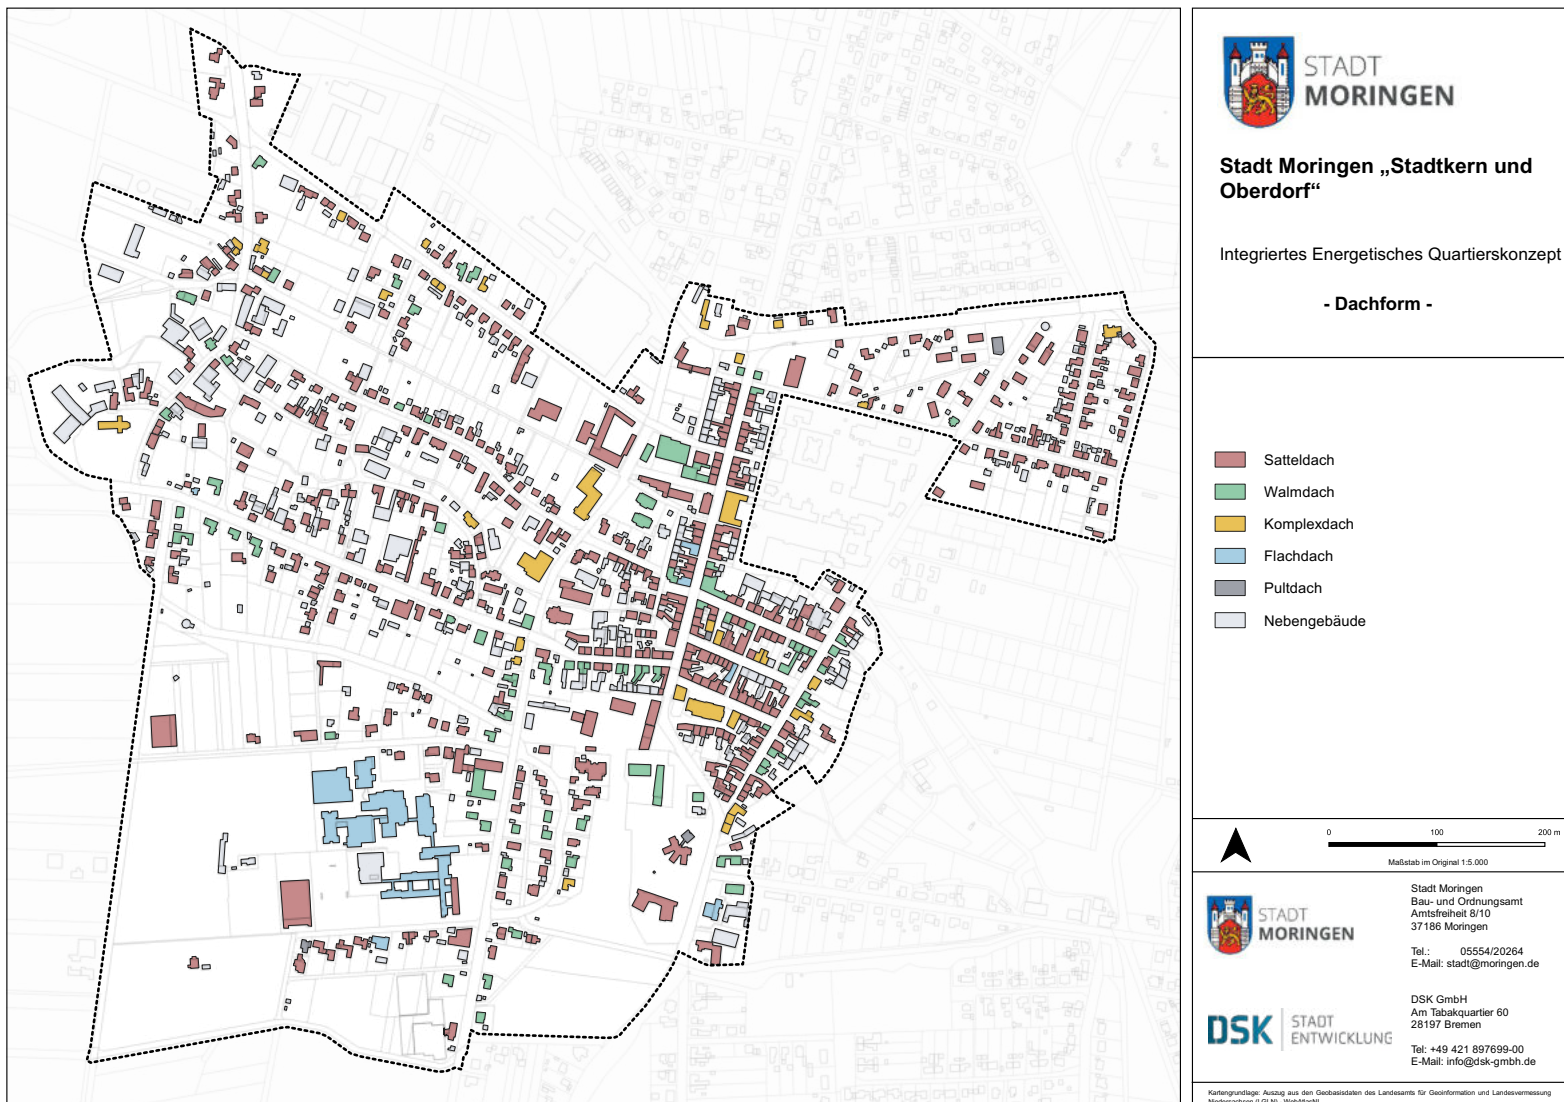 STADT
MORINGEN
Stadt Moringen „Stadtkern und
Oberdorf“
Integriertes Energetisches Quartierskonzept
- Dachform -
Satteldach
Walmdach
Komplexdach
Flachdach
Pultdach
Nebengebäude
0 100 200 m
Maßstab im Original 1:5.000
STADT
MORINGEN
Stadt Moringen
Bau- und Ordnungsamt
Amtsfreiheit 8/10
37186 Moringen
Tel.: 05554/20264
E-Mail: stadt@moringen.de
DSK STADT
ENTWICKLUNG
DSK GmbH
Am Tabakquartier 60
28197 Bremen
Tel: +49 421 897699-00
E-Mail: info@dsk-gmbh.de
Kartengrundlage: Auszug aus den Geobasisdaten des Landesamts für Geoinformation und Landesvermessung
Niedersachsen (LGLN), WebAtlasNI